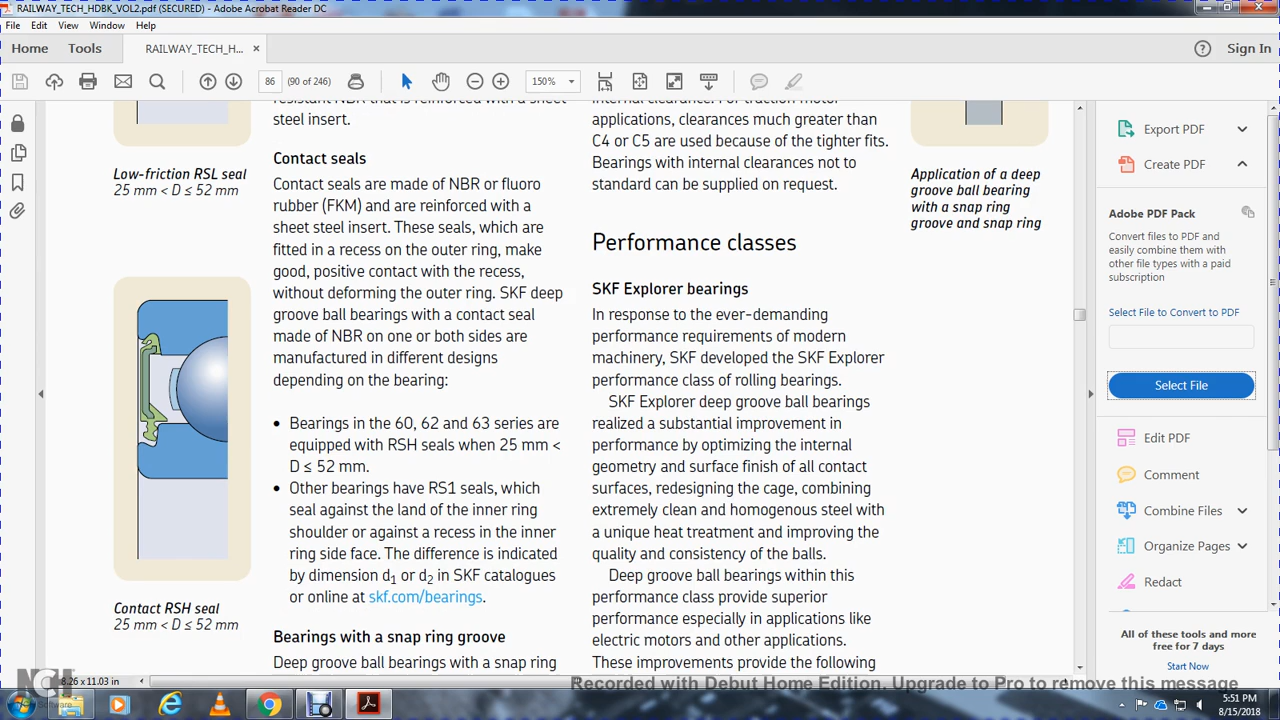 RAILWAY_TECH_HDBK_VOL2.pdf (SECURED) - Adobe Acrobat Reader DC
File Edit View Window Help
Home Tools RAILWAY_TECH_H... × Sign In
86 (90 of 246) 150%
resistant NBR that is reinforced with a sheet
steel insert.
Low-friction RSL seal
25 mm < D ≤ 52 mm
Contact seals
Contact seals are made of NBR or fluoro
rubber (FKM) and are reinforced with a
sheet steel insert. These seals, which are
fitted in a recess on the outer ring, make
good, positive contact with the recess,
without deforming the outer ring. SKF deep
groove ball bearings with a contact seal
made of NBR on one or both sides are
manufactured in different designs
depending on the bearing:
• Bearings in the 60, 62 and 63 series are
equipped with RSH seals when 25 mm <
D ≤ 52 mm.
• Other bearings have RS1 seals, which
seal against the land of the inner ring
shoulder or against a recess in the inner
ring side face. The difference is indicated
by dimension d1 or d2 in SKF catalogues
or online at skf.com/bearings.
Contact RSH seal
25 mm < D ≤ 52 mm
Bearings with a snap ring groove
Deep groove ball bearings with a snap ring
internal clearance. For traction motor
applications, clearances much greater than
C4 or C5 are used because of the tighter fits.
Bearings with internal clearances not to
standard can be supplied on request.
Performance classes
SKF Explorer bearings
In response to the ever-demanding
performance requirements of modern
machinery, SKF developed the SKF Explorer
performance class of rolling bearings.
SKF Explorer deep groove ball bearings
realized a substantial improvement in
performance by optimizing the internal
geometry and surface finish of all contact
surfaces, redesigning the cage, combining
extremely clean and homogenous steel with
a unique heat treatment and improving the
quality and consistency of the balls.
Deep groove ball bearings within this
performance class provide superior
performance especially in applications like
electric motors and other applications.
These improvements provide the following
Application of a deep
groove ball bearing
with a snap ring
groove and snap ring
Export PDF
Create PDF
Adobe PDF Pack
Convert files to PDF and
easily combine them with
other file types with a paid
subscription
Select File to Convert to PDF
Select File
Edit PDF
Comment
Combine Files
Organize Pages
Redact
All of these tools and more
free for 7 days
Start Now
8.26 x 11.03 in
NCH
Software
Recorded with Debut Home Edition. Upgrade to Pro to remove this message
5:51 PM
8/15/2018